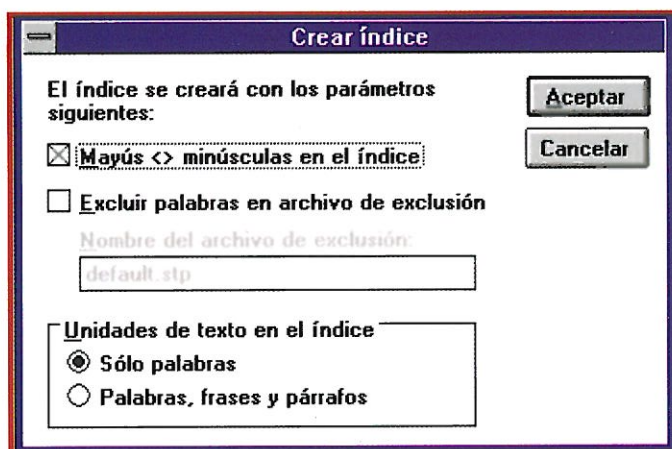 Crear índice
El índice se creará con los parámetros
siguientes:
Aceptar
Mayús <> minúsculas en el índice
Cancelar
Excluir palabras en archivo de exclusión
Nombre del archivo de exclusión:
default.stp
Unidades de texto en el índice
Sólo palabras
Palabras, frases y párrafos